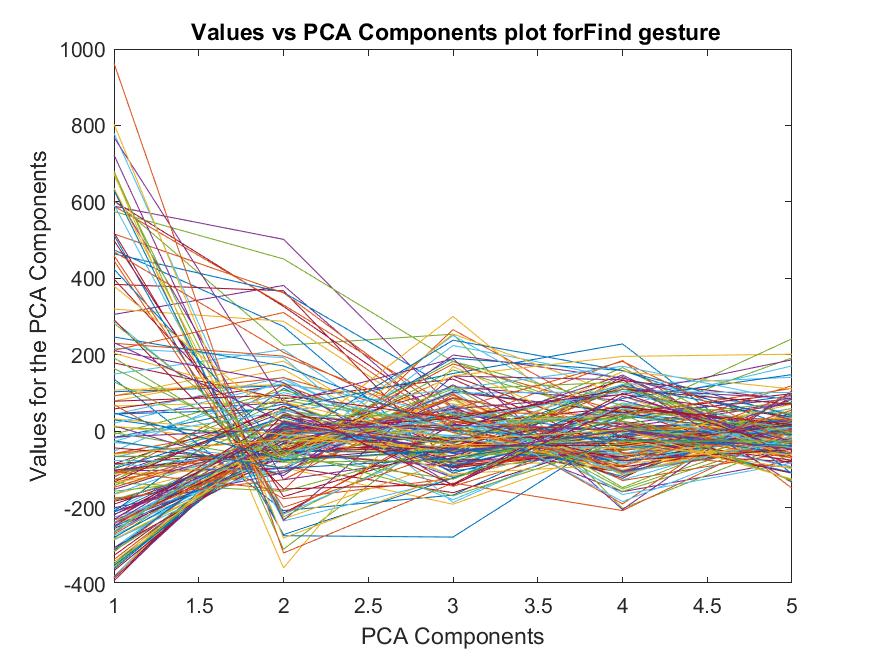 Values vs PCA Components plot forFind gesture
Values for the PCA Components
1000
800
600
400
200
0
-200
-400
1 1.5 2 2.5 3 3.5 4 4.5 5
PCA Components